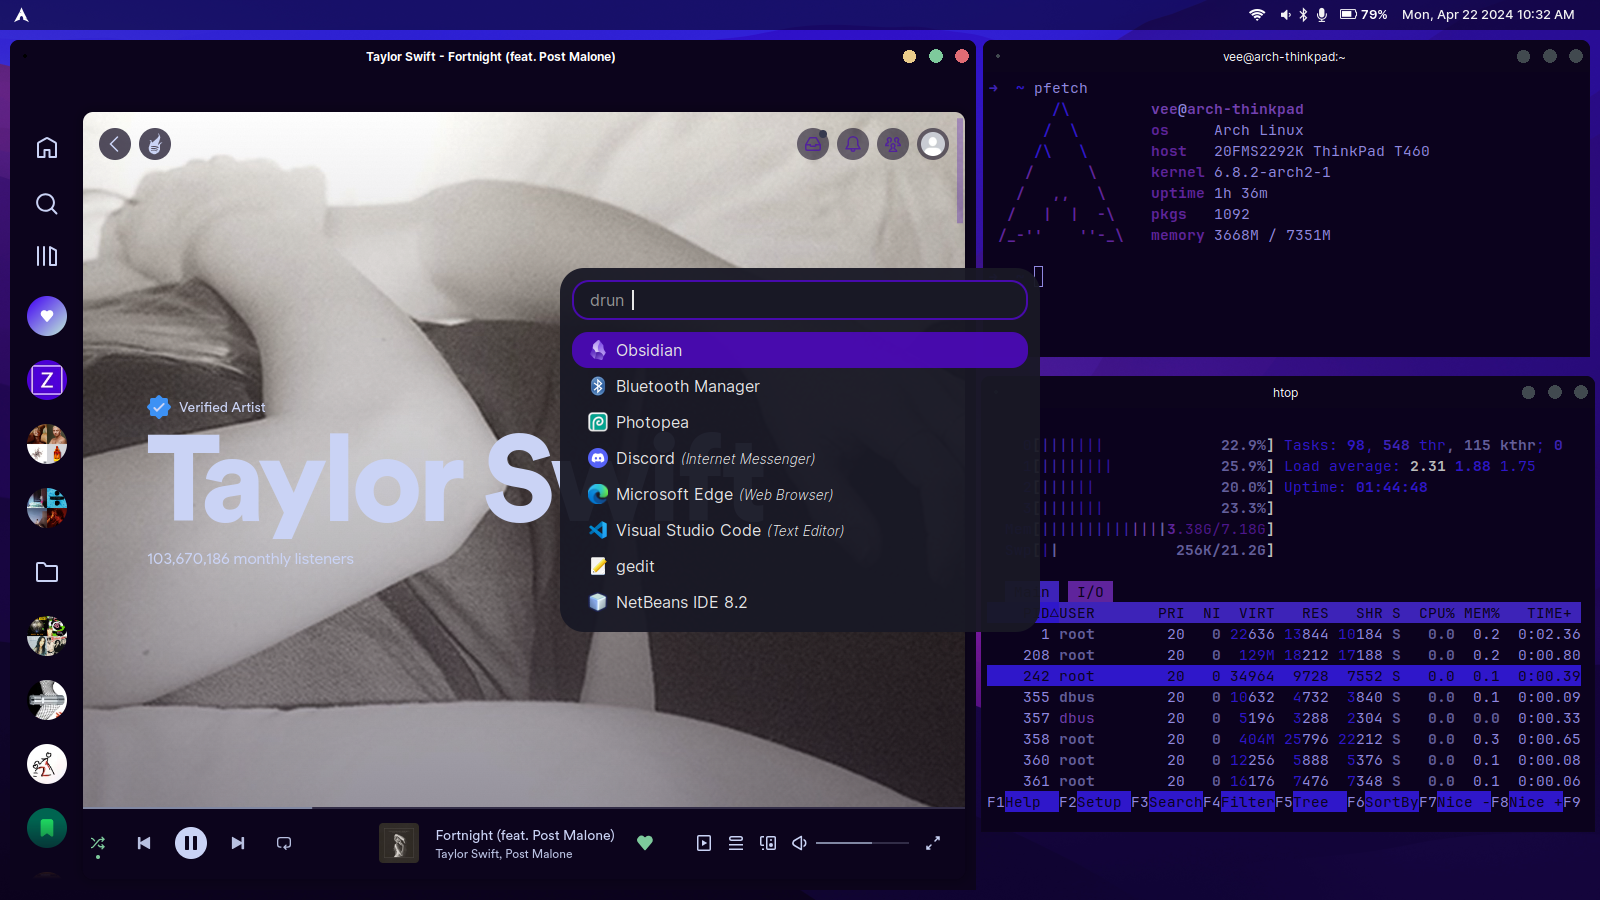 Mon, Apr 22 2024 10:32 AM
79%
Taylor Swift - Fortnight (feat. Post Malone)
Verified Artist
Taylor Swift
103,670,186 monthly listeners
Z
Fortnight (feat. Post Malone)
Taylor Swift, Post Malone
drun
Obsidian
Bluetooth Manager
Photopea
Discord (Internet Messenger)
Microsoft Edge (Web Browser)
Visual Studio Code (Text Editor)
gedit
NetBeans IDE 8.2
vee@arch-thinkpad:~
→ ~ pfetch
/\ vee@arch-thinkpad
/ \ os Arch Linux
/\ \ host 20FMS2292K ThinkPad T460
/ \ kernel 6.8.2-arch2-1
/ ,, \ uptime 1h 36m
/ | | -\ pkgs 1092
/_-'' ''-_\ memory 3668M / 7351M
htop
||||||| 22.9%] Tasks: 98, 548 thr, 115 kthr; 0
|||||||| 25.9%] Load average: 2.31 1.88 1.75
|||||| 20.0%] Uptime: 01:44:48
||||||| 23.3%]
||||||||||||||3.38G/7.18G]
|| 256K/21.2G]
I/O
USER PRI NI VIRT RES SHR S CPU% MEM% TIME+
1 root 20 0 22636 13844 10184 S 0.0 0.2 0:02.36
208 root 20 0 129M 18212 17188 S 0.0 0.2 0:00.80
242 root 20 0 34964 9728 7552 S 0.0 0.1 0:00.39
355 dbus 20 0 10632 4732 3840 S 0.0 0.1 0:00.09
357 dbus 20 0 5196 3288 2304 S 0.0 0.0 0:00.33
358 root 20 0 404M 25796 22212 S 0.0 0.3 0:00.65
360 root 20 0 12256 5888 5376 S 0.0 0.1 0:00.08
361 root 20 0 16176 7476 7348 S 0.0 0.1 0:00.06
F1Help F2Setup F3SearchF4FilterF5Tree F6SortByF7Nice -F8Nice +F9